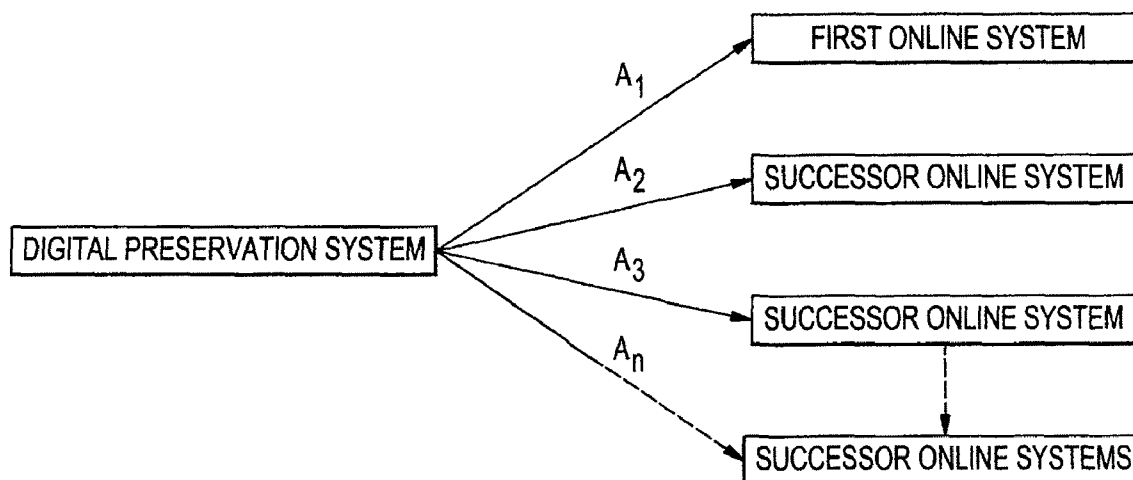 FIRST ONLINE SYSTEM
A1
A2
SUCCESSOR ONLINE SYSTEM
DIGITAL PRESERVATION SYSTEM
A3
SUCCESSOR ONLINE SYSTEM
An
SUCCESSOR ONLINE SYSTEMS